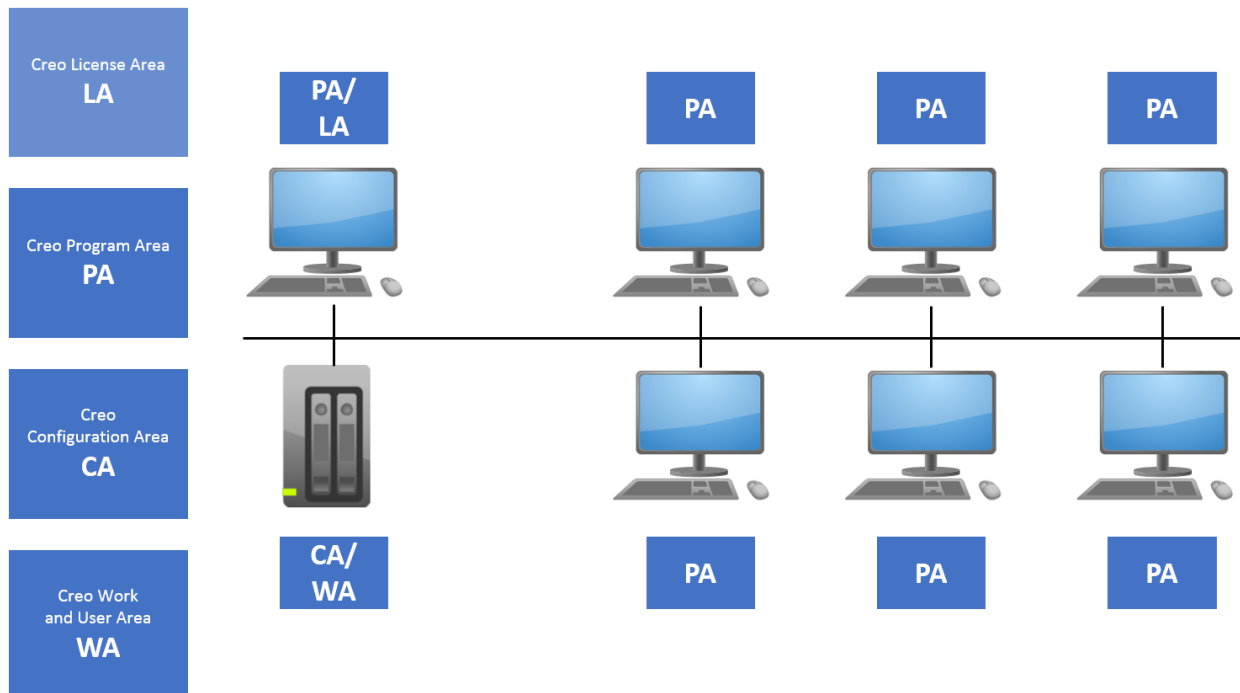 Creo License Area
LA
Creo Program Area
PA
Creo
Configuration Area
CA
Creo Work
and User Area
WA
PA/
LA
PA
PA
PA
CA/
WA
PA
PA
PA